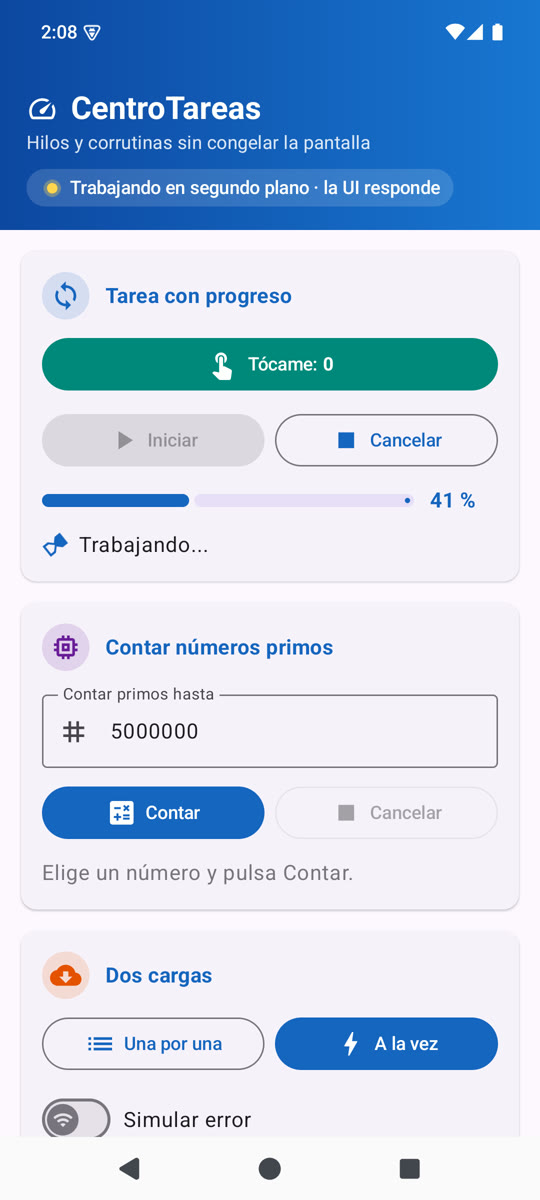 2:08
CentroTareas
Hilos y corrutinas sin congelar la pantalla
Trabajando en segundo plano · la UI responde
Tarea con progreso
Tócame: 0
Iniciar
Cancelar
41 %
Trabajando...
Contar números primos
Contar primos hasta
5000000
Contar
Cancelar
Elige un número y pulsa Contar.
Dos cargas
Una por una
A la vez
Simular error